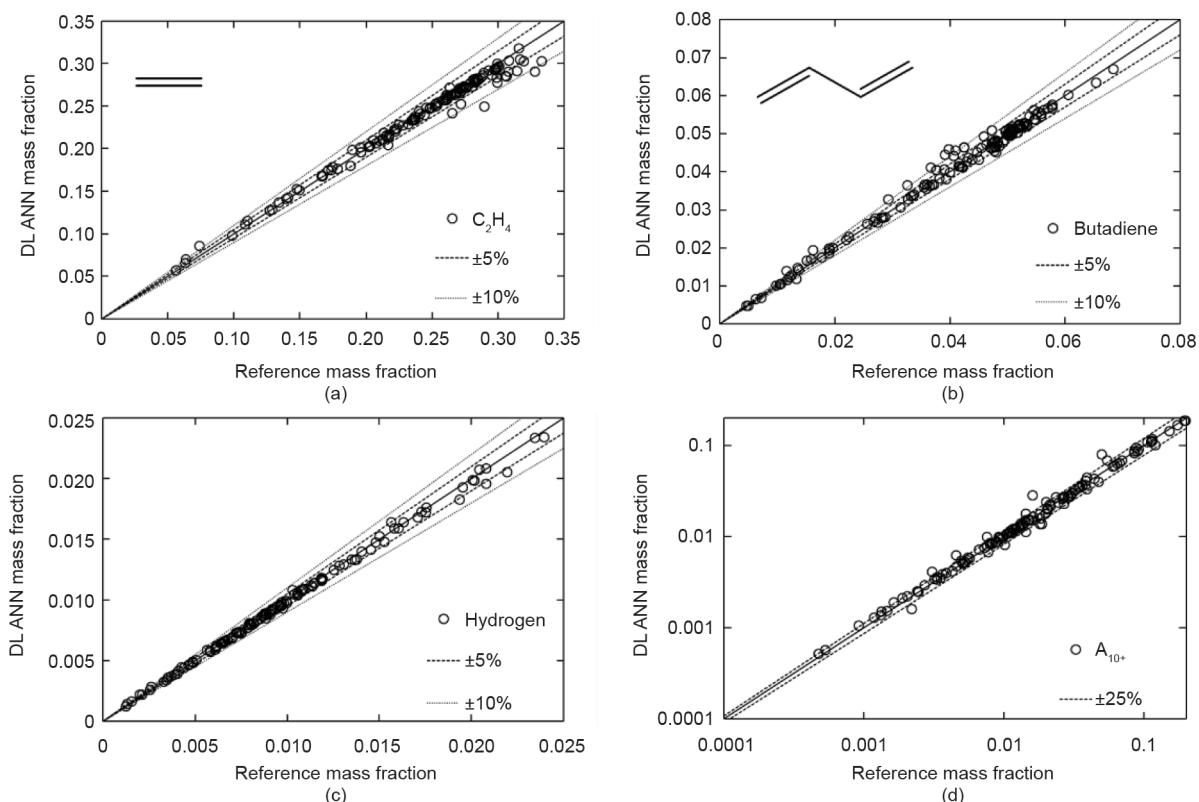 0.35
0.30
0.25
0.20
0.15
0.10
0.05
0
DL ANN mass fraction
C₂H₄
±5%
±10%
0 0.05 0.10 0.15 0.20 0.25 0.30 0.35
Reference mass fraction
(a)
0.08
0.07
0.06
0.05
0.04
0.03
0.02
0.01
0
DL ANN mass fraction
Butadiene
±5%
±10%
0 0.02 0.04 0.06 0.08
Reference mass fraction
(b)
0.025
0.020
0.015
0.010
0.005
0
DL ANN mass fraction
Hydrogen
±5%
±10%
0 0.005 0.010 0.015 0.020 0.025
Reference mass fraction
(c)
0.1
0.01
0.001
0.0001
DL ANN mass fraction
A₁₀₊
±25%
0.0001 0.001 0.01 0.1
Reference mass fraction
(d)